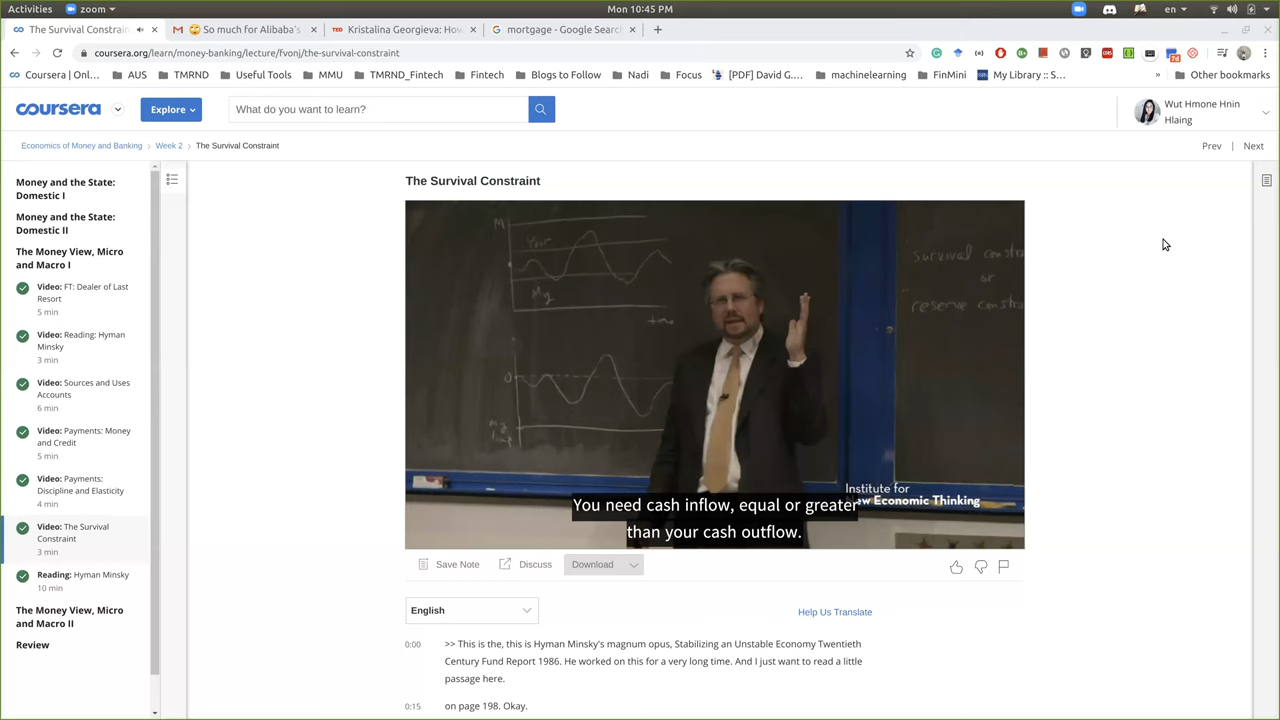 Activities
zoom
Mon 10:45 PM
en
The Survival Constrain
So much for Alibaba's
TED
Kristalina Georgieva: How
mortgage - Google Search
coursera.org/learn/money-banking/lecture/fvonj/the-survival-constraint
Coursera | Onl...
AUS
TMRND
Useful Tools
MMU
TMRND_Fintech
Fintech
Blogs to Follow
Nadi
Focus
[PDF] David G....
machinelearning
FinMini
My Library :: S...
»
Other bookmarks
coursera
Explore
What do you want to learn?
Wut Hmone Hnin
Hlaing
Economics of Money and Banking > Week 2 > The Survival Constraint
Prev | Next
Money and the State:
Domestic I
Money and the State:
Domestic II
The Money View, Micro
and Macro I
Video: FT: Dealer of Last
Resort
5 min
Video: Reading: Hyman
Minsky
3 min
Video: Sources and Uses
Accounts
6 min
Video: Payments: Money
and Credit
5 min
Video: Payments:
Discipline and Elasticity
4 min
Video: The Survival
Constraint
3 min
Reading: Hyman Minsky
10 min
The Money View, Micro
and Macro II
Review
The Survival Constraint
M
time
0
survival constra
or
reserve constra
Institute for
ew Economic Thinking
You need cash inflow, equal or greater
than your cash outflow.
Save Note
Discuss
Download
English
Help Us Translate
0:00
>> This is the, this is Hyman Minsky's magnum opus, Stabilizing an Unstable Economy Twentieth
Century Fund Report 1986. He worked on this for a very long time. And I just want to read a little
passage here.
0:15
on page 198. Okay.